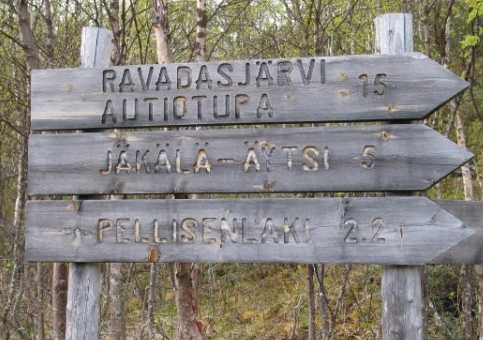 RAVADASJÄRVI 15
AUTIOTUPA
JÄKÄLÄ-ÄYTSI 5
PELLISENLAKI 2.2